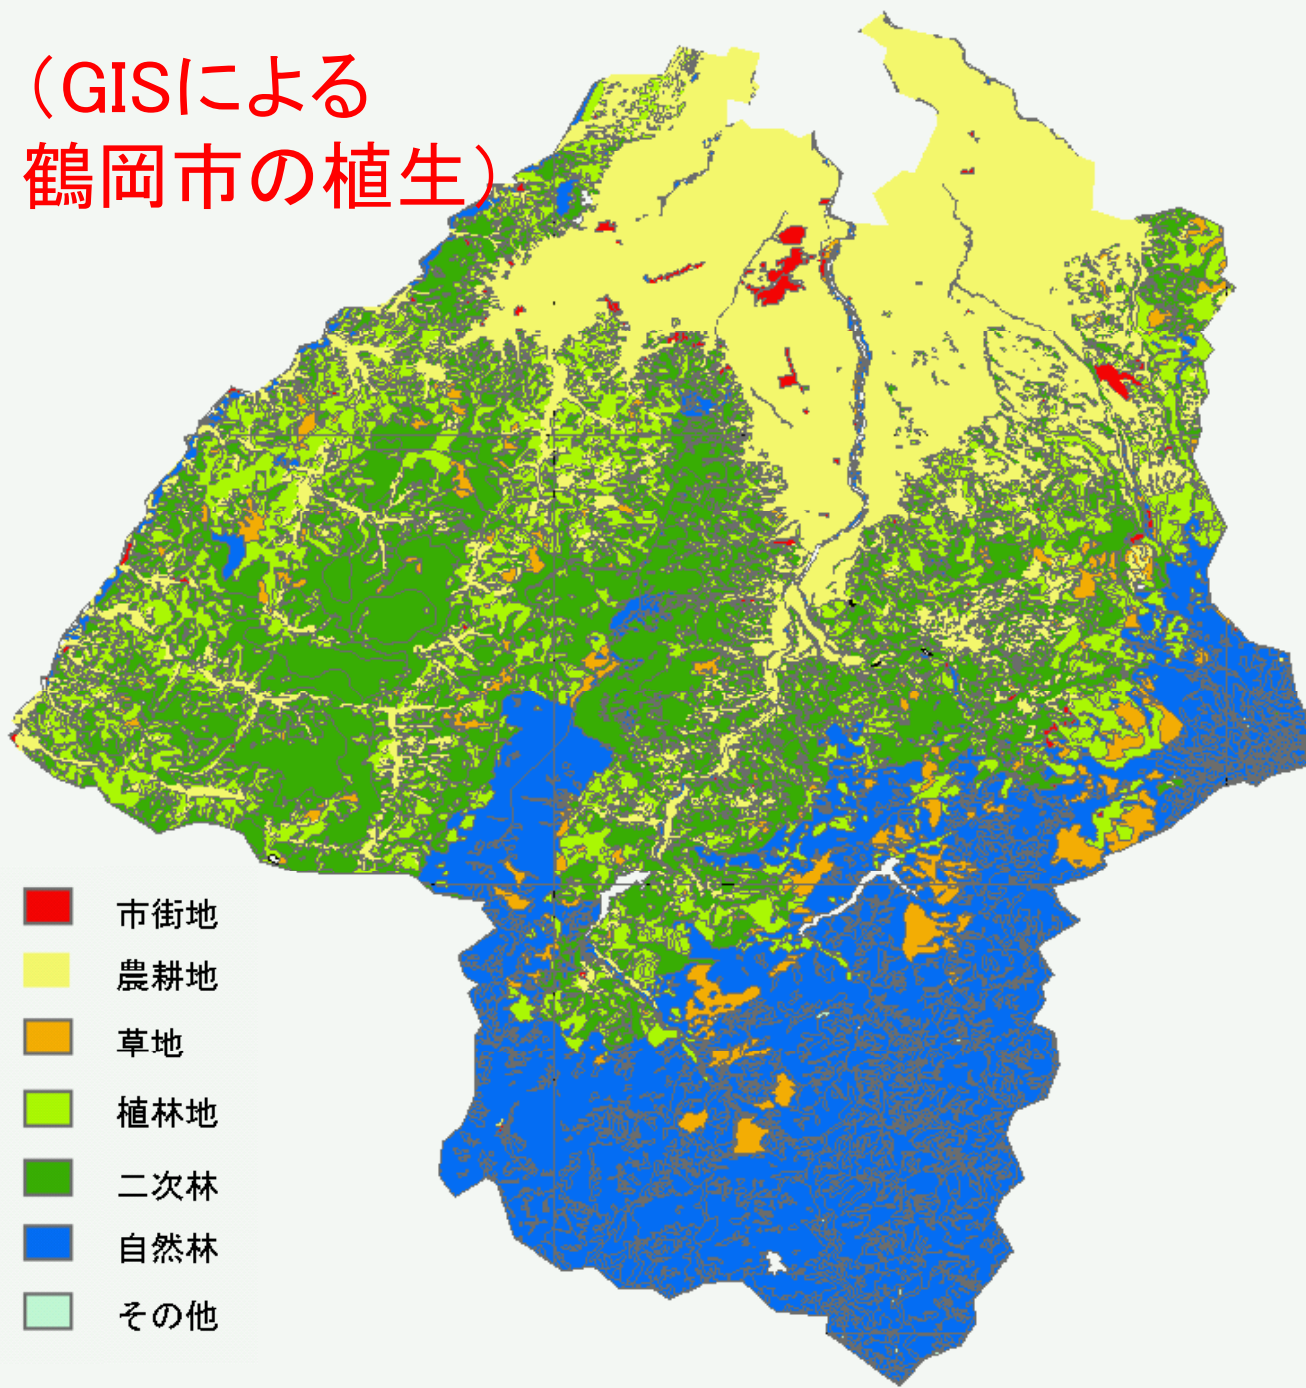 （GISによる
鶴岡市の植生）
市街地
農耕地
草地
植林地
二次林
自然林
その他